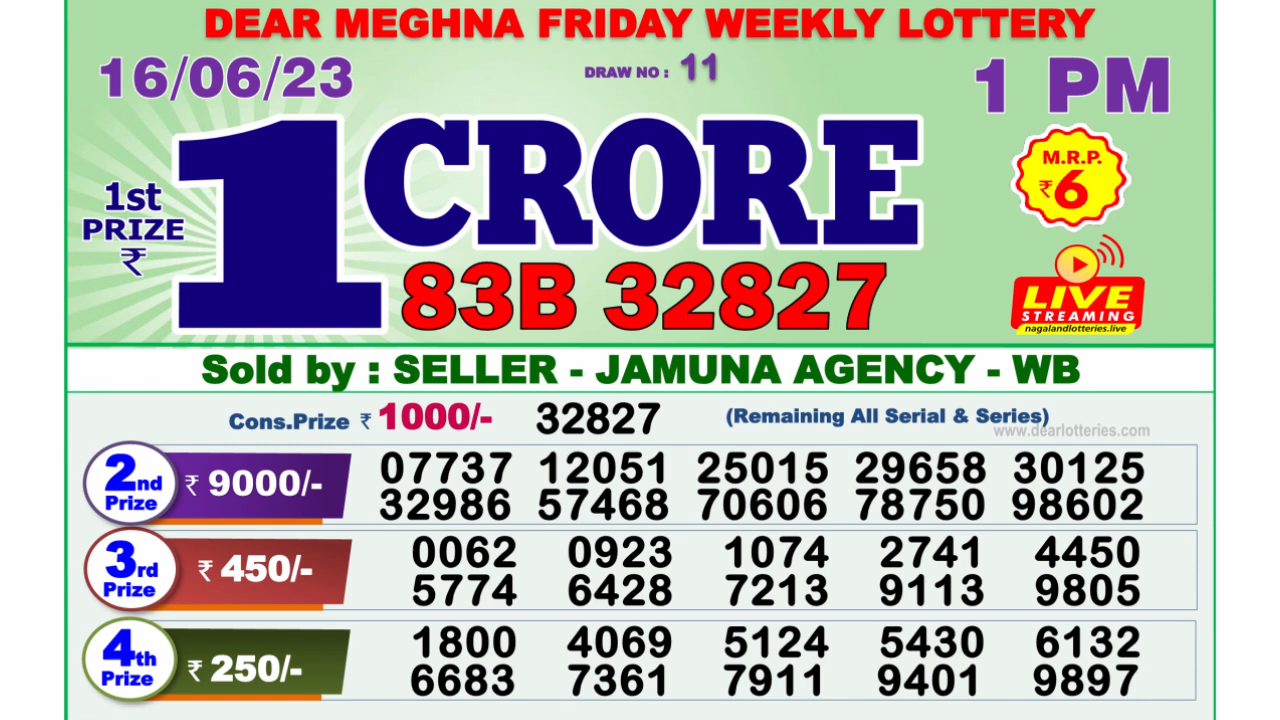 DEAR MEGHNA FRIDAY WEEKLY LOTTERY
16/06/23 DRAW NO : 11 1 PM
1st PRIZE ₹ 1 CRORE
M.R.P. ₹6
83B 32827
LIVE STREAMING
nagalandlotteries.live
Sold by : SELLER - JAMUNA AGENCY - WB
Cons.Prize ₹ 1000/- 32827 (Remaining All Serial & Series)
www.dearlotteries.com
2nd Prize ₹ 9000/-
07737 12051 25015 29658 30125
32986 57468 70606 78750 98602
3rd Prize ₹ 450/-
0062 0923 1074 2741 4450
5774 6428 7213 9113 9805
4th Prize ₹ 250/-
1800 4069 5124 5430 6132
6683 7361 7911 9401 9897